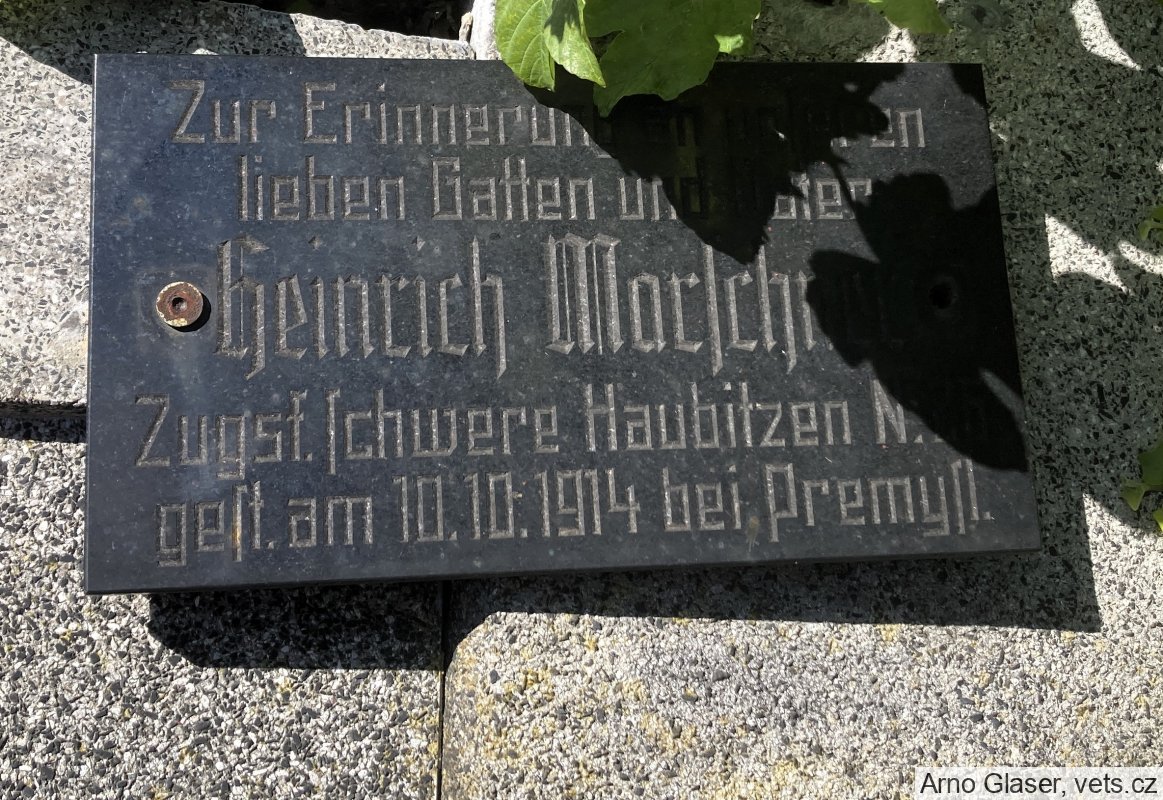 Zur Erinnerung
lieben Gatten und
Heinrich
Zugsf. schwere Haubitzen N.
gest. am 10.10.1914 bei Premysl.
Arno Glaser, vets.cz